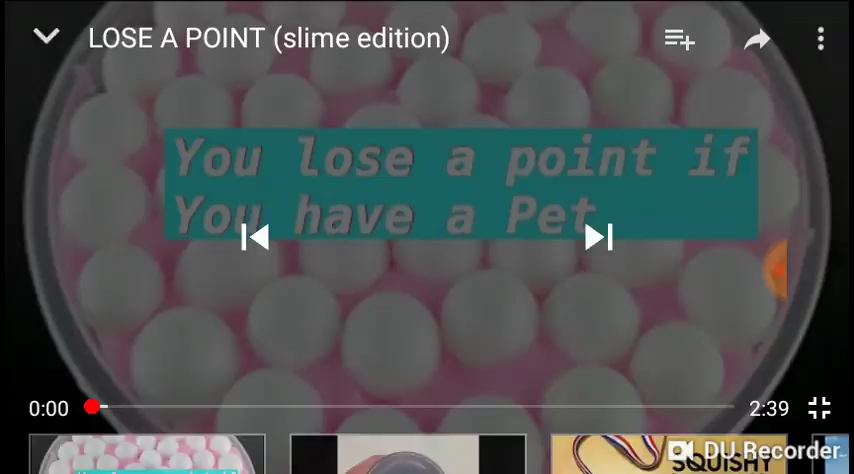 LOSE A POINT (slime edition)
You lose a point if
You have a Pet
0:00
2:39
DU Recorder
SQUISHY